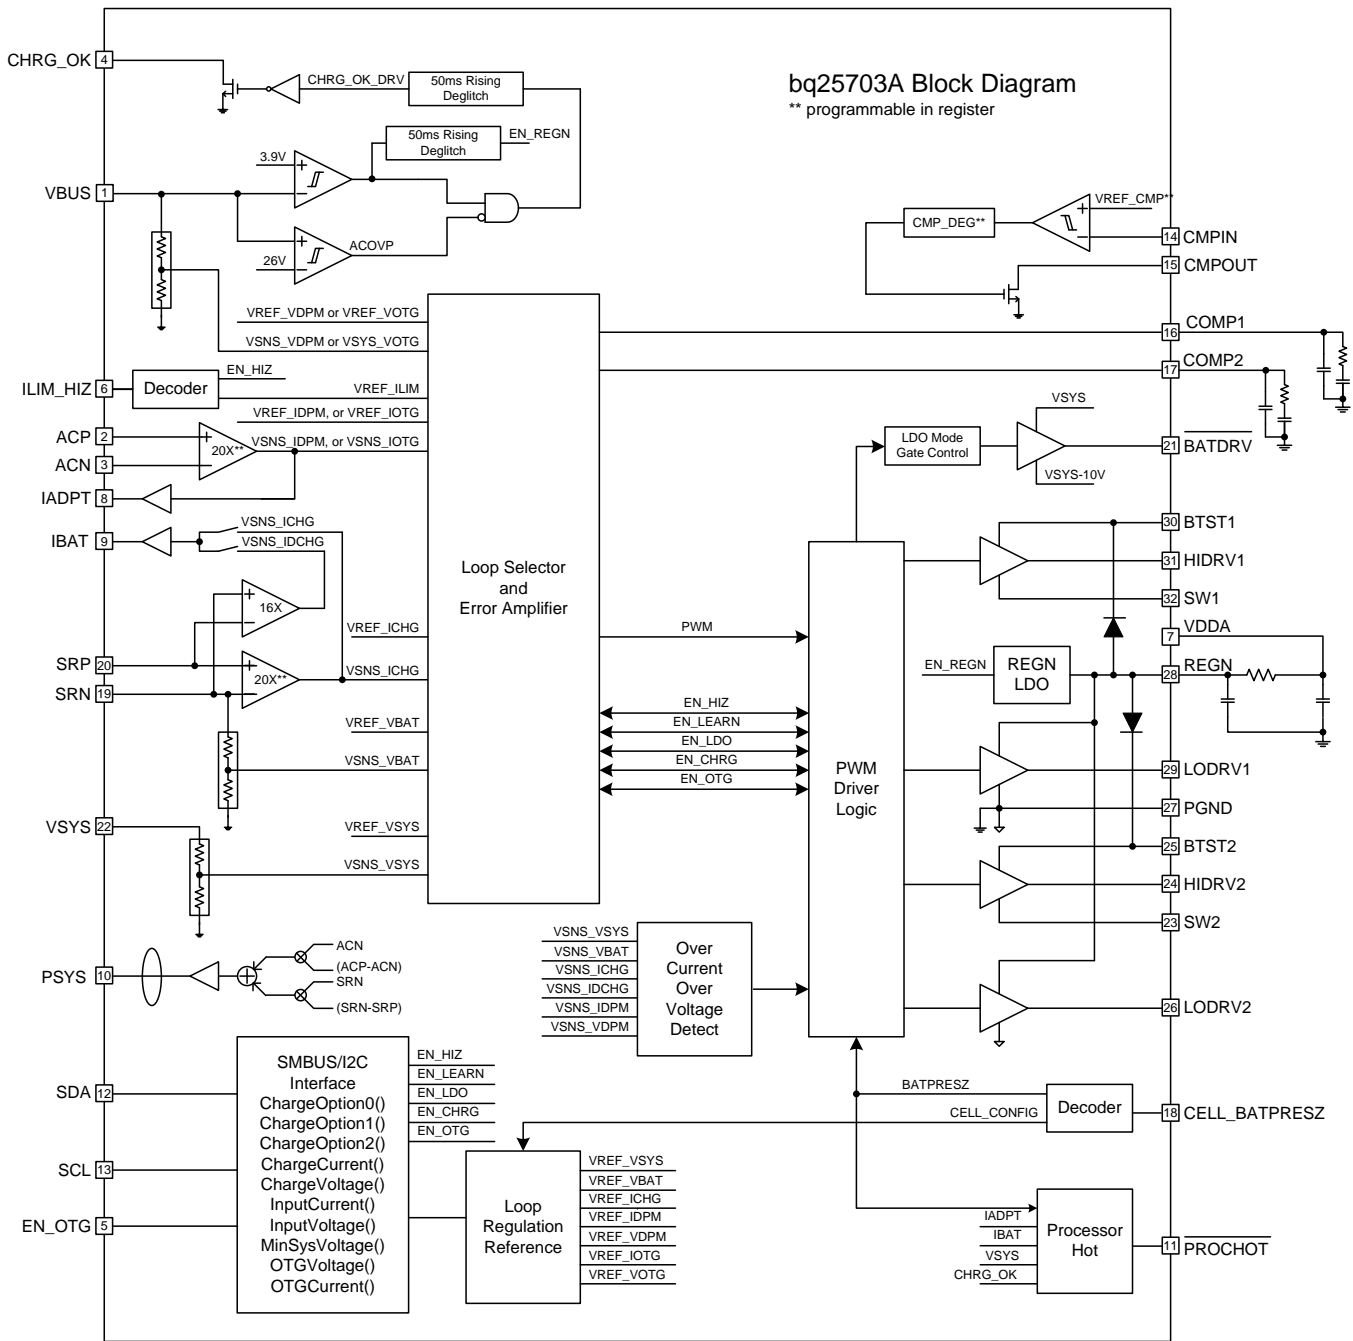 bq25703A Block Diagram
** programmable in register
CHRG_OK
4
CHRG_OK_DRV
50ms Rising
Deglitch
50ms Rising
Deglitch
EN_REGN
3.9V
+
−
VBUS
1
+
−
26V
ACOVP
CMP_DEG**
VREF_CMP**
+
−
14
CMPIN
15
CMPOUT
VREF_VDPM or VREF_VOTG
VSNS_VDPM or VSYS_VOTG
16
COMP1
17
COMP2
ILIM_HIZ
6
Decoder
EN_HIZ
VREF_ILIM
VREF_IDPM, or VREF_IOTG
ACP
2
+
20X**
−
VSNS_IDPM, or VSNS_IOTG
ACN
3
IADPT
8
LDO Mode
Gate Control
VSYS
VSYS-10V
21
BATDRV
IBAT
9
VSNS_ICHG
VSNS_IDCHG
+
16X
−
VREF_ICHG
SRP
20
SRN
19
+
20X**
−
VSNS_ICHG
VREF_VBAT
VSNS_VBAT
VSYS
22
VREF_VSYS
VSNS_VSYS
Loop Selector
and
Error Amplifier
PWM
EN_HIZ
EN_LEARN
EN_LDO
EN_CHRG
EN_OTG
PWM
Driver
Logic
30
BTST1
31
HIDRV1
32
SW1
7
VDDA
EN_REGN
REGN
LDO
28
REGN
29
LODRV1
27
PGND
25
BTST2
24
HIDRV2
23
SW2
26
LODRV2
PSYS
10
ACN
(ACP-ACN)
SRN
(SRN-SRP)
VSNS_VSYS
VSNS_VBAT
VSNS_ICHG
VSNS_IDCHG
VSNS_IDPM
VSNS_VDPM
Over
Current
Over
Voltage
Detect
SDA
12
SCL
13
EN_OTG
5
SMBUS/I2C
Interface
ChargeOption0()
ChargeOption1()
ChargeOption2()
ChargeCurrent()
ChargeVoltage()
InputCurrent()
InputVoltage()
MinSysVoltage()
OTGVoltage()
OTGCurrent()
EN_HIZ
EN_LEARN
EN_LDO
EN_CHRG
EN_OTG
BATPRESZ
CELL_CONFIG
Decoder
18
CELL_BATPRESZ
Loop
Regulation
Reference
VREF_VSYS
VREF_VBAT
VREF_ICHG
VREF_IDPM
VREF_VDPM
VREF_IOTG
VREF_VOTG
IADPT
IBAT
VSYS
CHRG_OK
Processor
Hot
11
PROCHOT